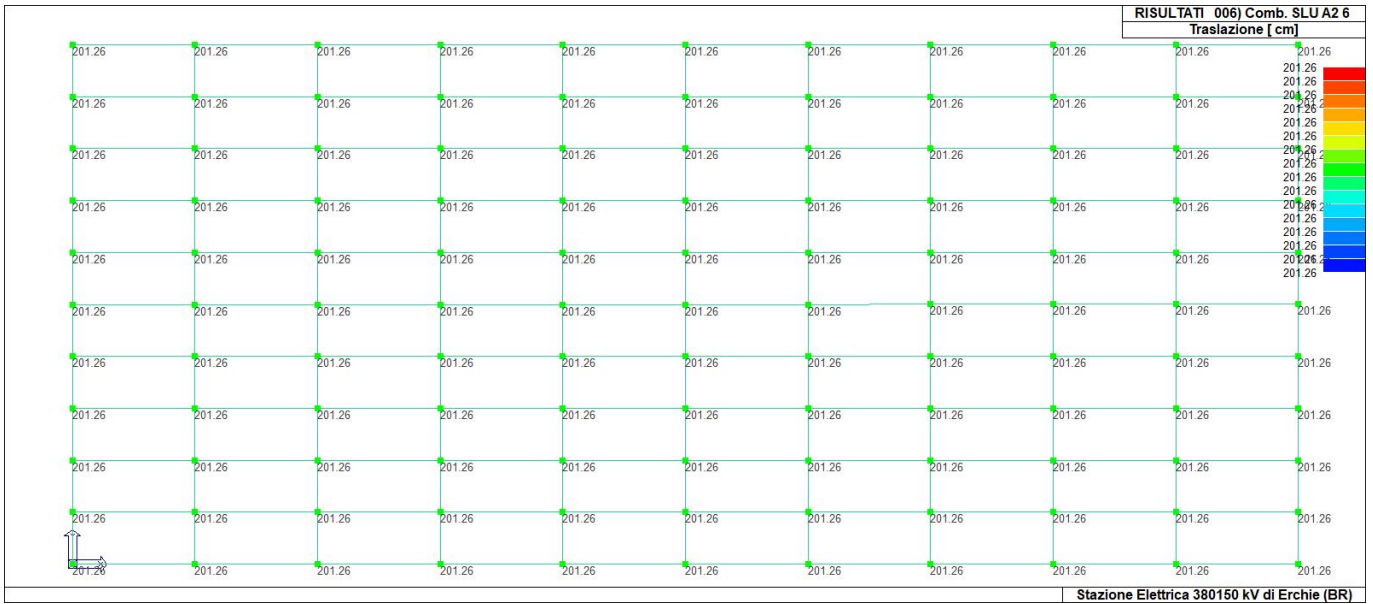 RISULTATI 006) Comb. SLU A2 6
Traslazione [ cm]
201.26 201.26 201.26 201.26 201.26 201.26 201.26 201.26 201.26 201.26 201.26
201.26
201.26
201.26
201.26 201.26 201.26 201.26 201.26 201.26 201.26 201.26 201.26 201.26
201.26
201.26
201.26
201.26
201.26 201.26 201.26 201.26 201.26 201.26 201.26 201.26 201.26 201.26
201.26
201.26
201.26
201.26 201.26 201.26 201.26 201.26 201.26 201.26 201.26 201.26 201.26
201.26
201.26
201.26
201.26
201.26 201.26 201.26 201.26 201.26 201.26 201.26 201.26 201.26 201.26
201.26
201.26 201.26 201.26 201.26 201.26 201.26 201.26 201.26 201.26 201.26 201.26
201.26 201.26 201.26 201.26 201.26 201.26 201.26 201.26 201.26 201.26 201.26
201.26 201.26 201.26 201.26 201.26 201.26 201.26 201.26 201.26 201.26 201.26
201.26 201.26 201.26 201.26 201.26 201.26 201.26 201.26 201.26 201.26 201.26
201.26 201.26 201.26 201.26 201.26 201.26 201.26 201.26 201.26 201.26 201.26
201.26 201.26 201.26 201.26 201.26 201.26 201.26 201.26 201.26 201.26 201.26
Stazione Elettrica 380150 kV di Erchie (BR)